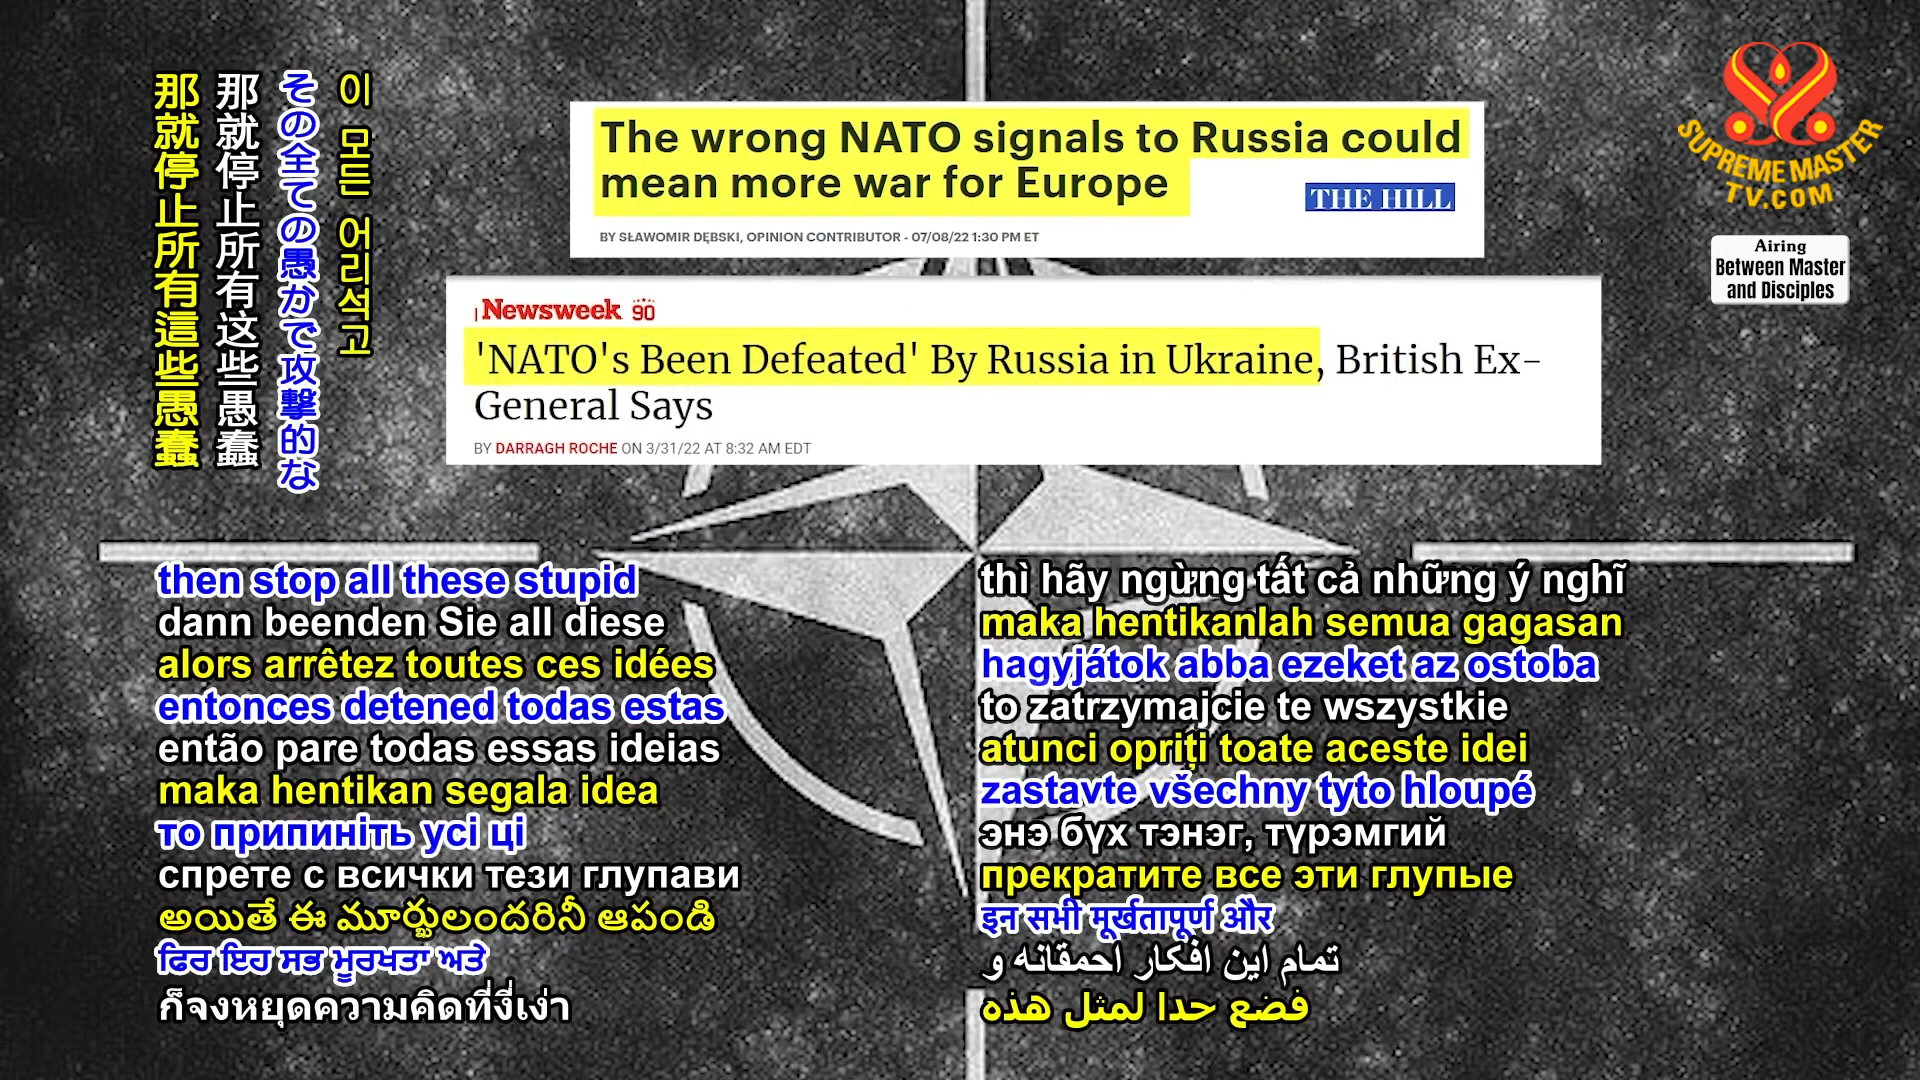 이 모든 어리석고
その全ての愚かで攻撃的な
那就停止所有这些愚蠢
那就停止所有這些愚蠢
The wrong NATO signals to Russia could
mean more war for Europe
THE HILL
BY SŁAWOMIR DĘBSKI, OPINION CONTRIBUTOR - 07/08/22 1:30 PM ET
Newsweek 90
'NATO's Been Defeated' By Russia in Ukraine, British Ex-
General Says
BY DARRAGH ROCHE ON 3/31/22 AT 8:32 AM EDT
SUPREME MASTER
TV.COM
Airing
Between Master
and Disciples
then stop all these stupid
dann beenden Sie all diese
alors arrêtez toutes ces idées
entonces detened todas estas
então pare todas essas ideias
maka hentikan segala idea
то припиніть усі ці
спрете с всички тези глупави
అయితే ఈ మూర్ఖులందరినీ ఆపండి
ਫਿਰ ਇਹ ਸਭ ਮੂਰਖਤਾ ਅਤੇ
ก็จงหยุดความคิดที่งี่เง่า
thì hãy ngừng tất cả những ý nghĩ
maka hentikanlah semua gagasan
hagyjátok abba ezeket az ostoba
to zatrzymajcie te wszystkie
atunci opriți toate aceste idei
zastavte všechny tyto hloupé
энэ бүх тэнэг, түрэмгий
прекратите все эти глупые
इन सभी मूर्खतापूर्ण और
تمام این افکار احمقانه و
فضع حدا لمثل هذه